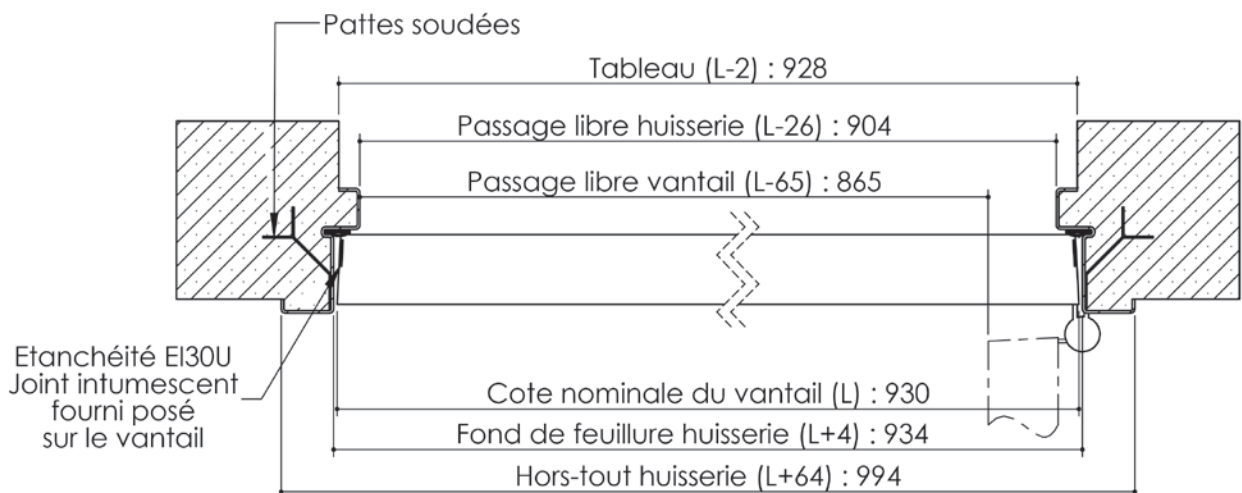 Pattes soudées
Tableau (L-2) : 928
Passage libre huisserie (L-26) : 904
Passage libre vantail (L-65) : 865
Etanchéité EI30U
Joint intumescent
fourni posé
sur le vantail
Cote nominale du vantail (L) : 930
Fond de feuillure huisserie (L+4) : 934
Hors-tout huisserie (L+64) : 994